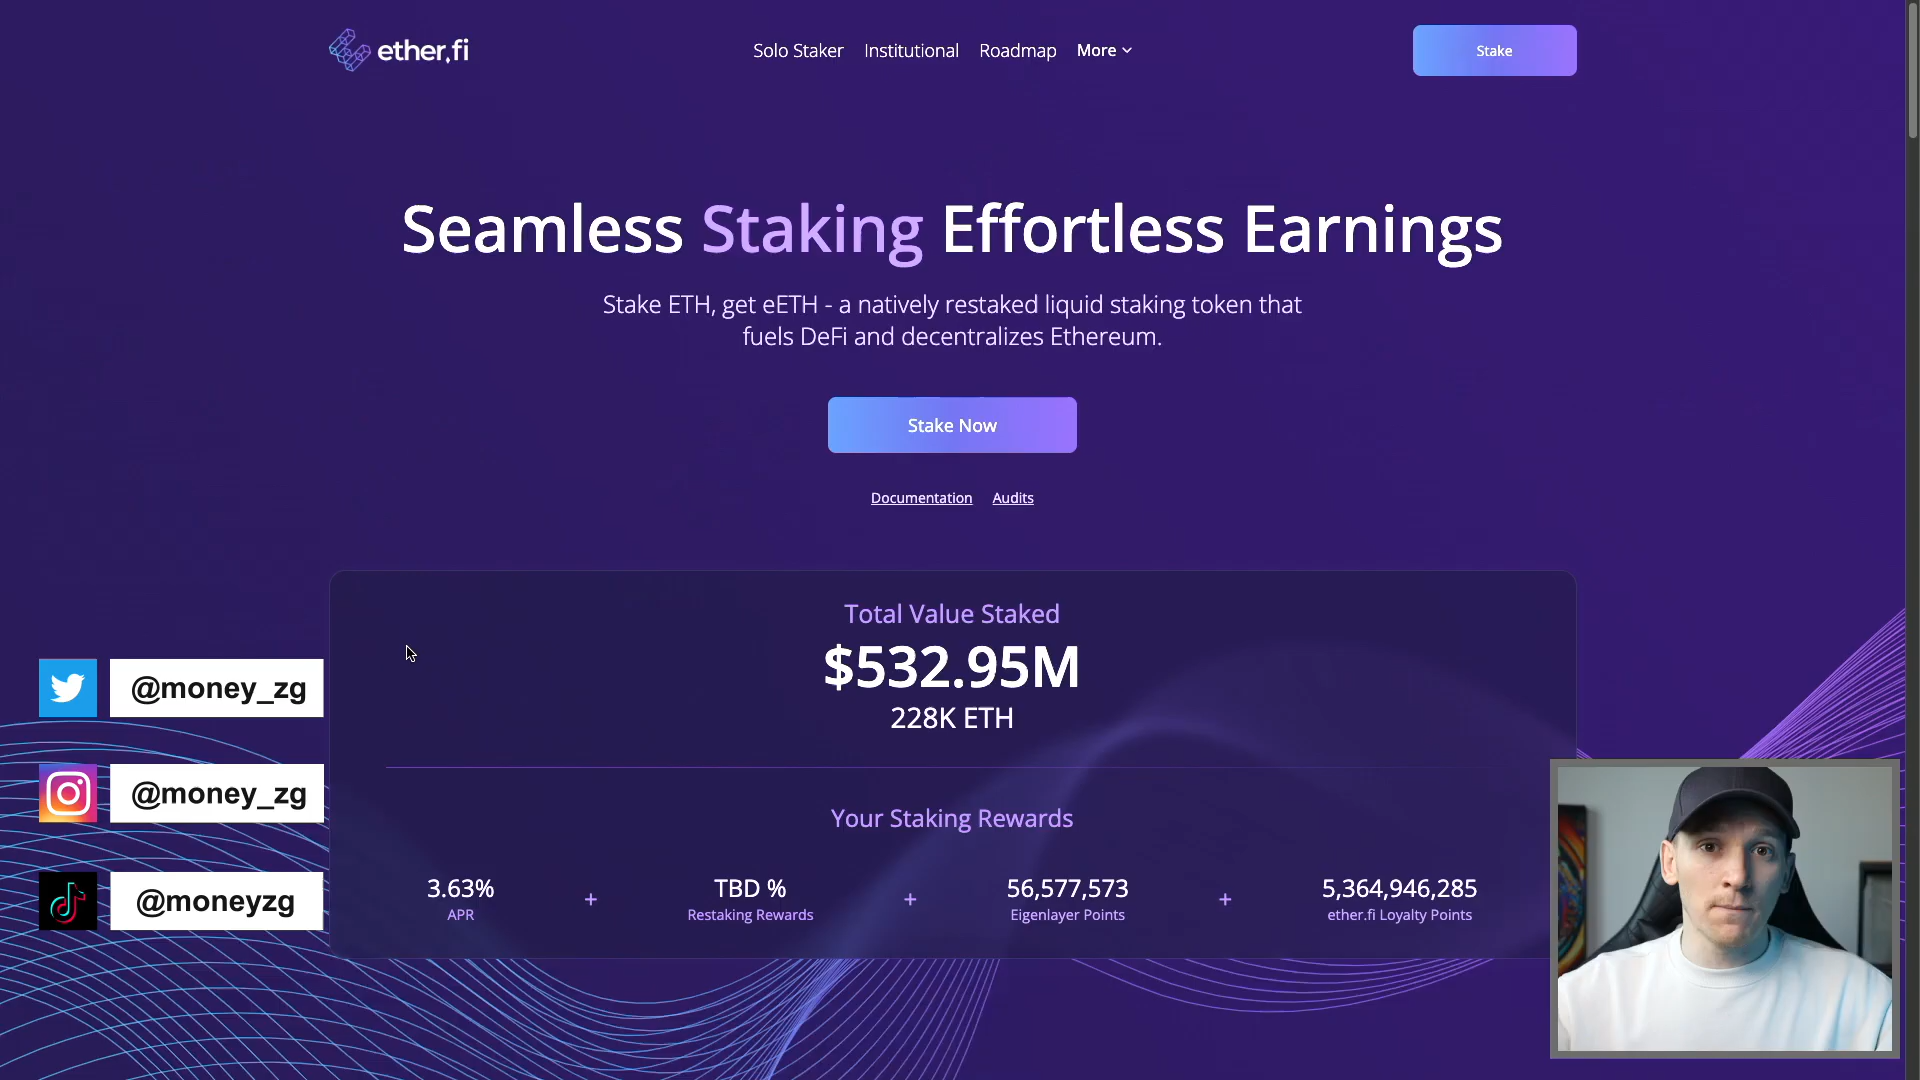 ether.fi
Solo Staker Institutional Roadmap More
Stake
Seamless Staking Effortless Earnings
Stake ETH, get eETH - a natively restaked liquid staking token that
fuels DeFi and decentralizes Ethereum.
Stake Now
Documentation Audits
Total Value Staked
$532.95M
228K ETH
Your Staking Rewards
3.63% + TBD % + 56,577,573 + 5,364,946,285
APR Restaking Rewards Eigenlayer Points ether.fi Loyalty Points
@money_zg
@money_zg
@moneyzg